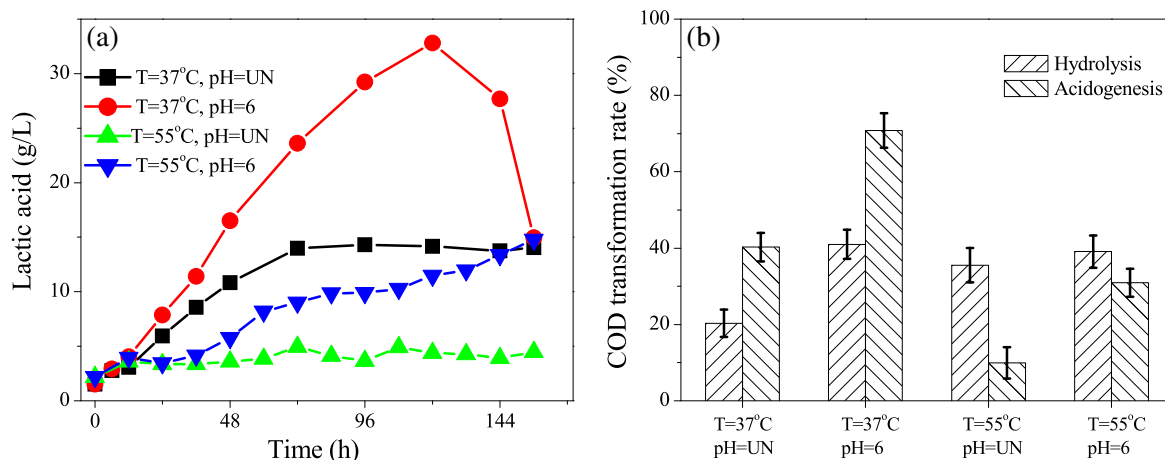 (a)
Lactic acid (g/L)
30
20
10
0
T=37°C, pH=UN
T=37°C, pH=6
T=55°C, pH=UN
T=55°C, pH=6
0 48 96 144
Time (h)
(b)
COD transformation rate (%)
100
80
60
40
20
0
Hydrolysis
Acidogenesis
T=37°C T=37°C T=55°C T=55°C
pH=UN pH=6 pH=UN pH=6